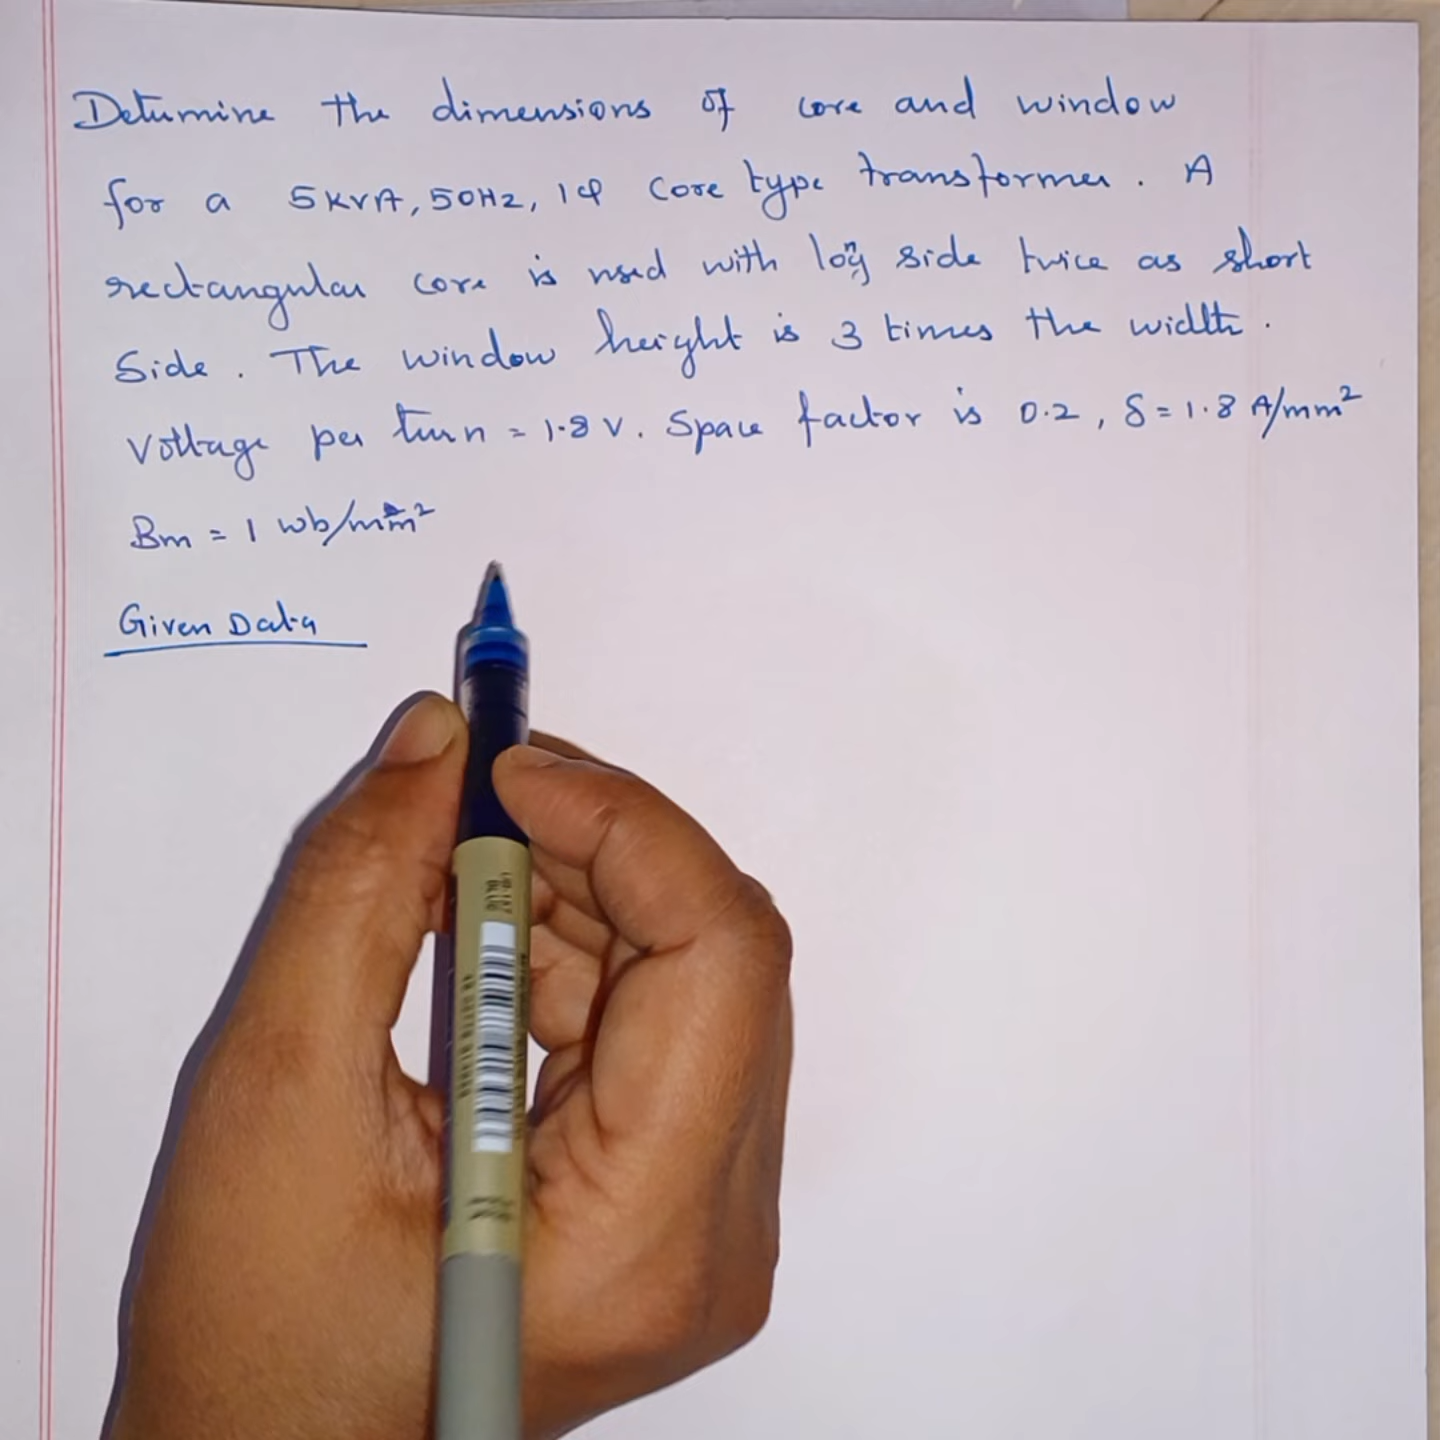 Determine the dimensions of core and window
for a 5KVA, 50Hz, 1φ Core type transformer. A
rectangular core is used with long side twice as short
Side. The window height is 3 times the width.
Voltage per turn = 1.8 V. Space factor is 0.2, δ = 1.8 A/mm²
Bm = 1 wb/m²
Given Data